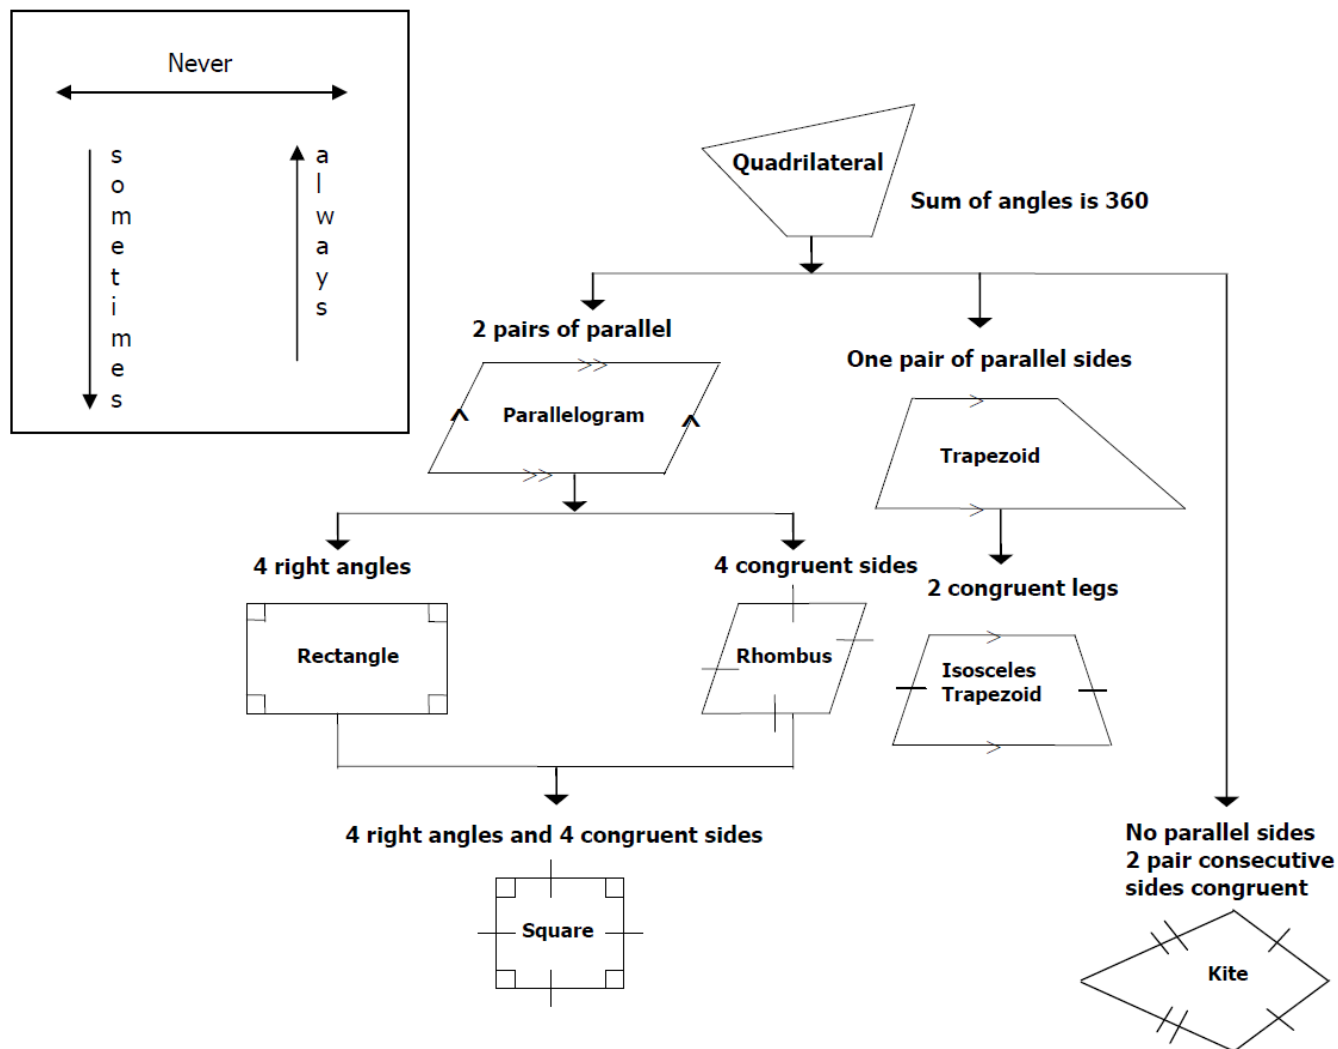 Never
sometimes
always
Quadrilateral
Sum of angles is 360
2 pairs of parallel
Parallelogram
One pair of parallel sides
Trapezoid
4 right angles
Rectangle
4 congruent sides
Rhombus
2 congruent legs
Isosceles
Trapezoid
4 right angles and 4 congruent sides
Square
No parallel sides
2 pair consecutive
sides congruent
Kite